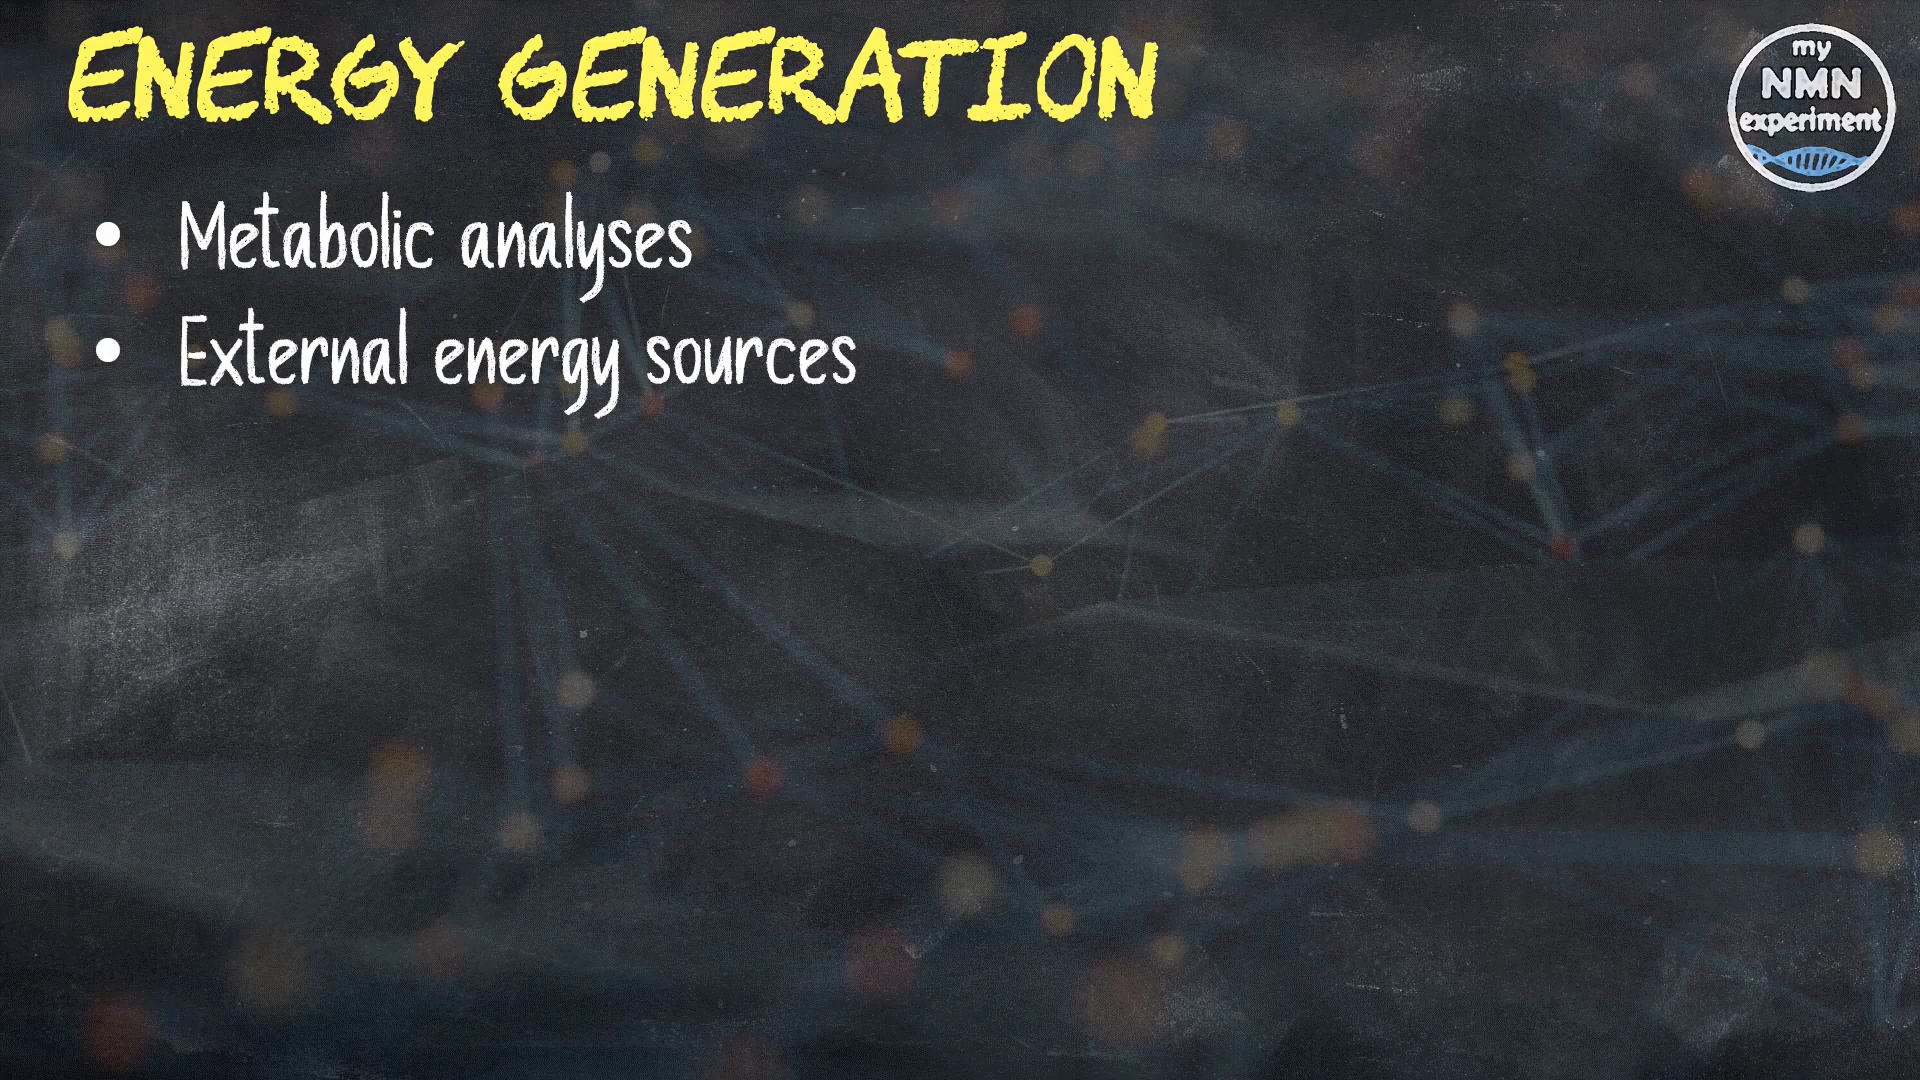 ENERGY GENERATION
my
NMN
experiment
• Metabolic analyses
• External energy sources